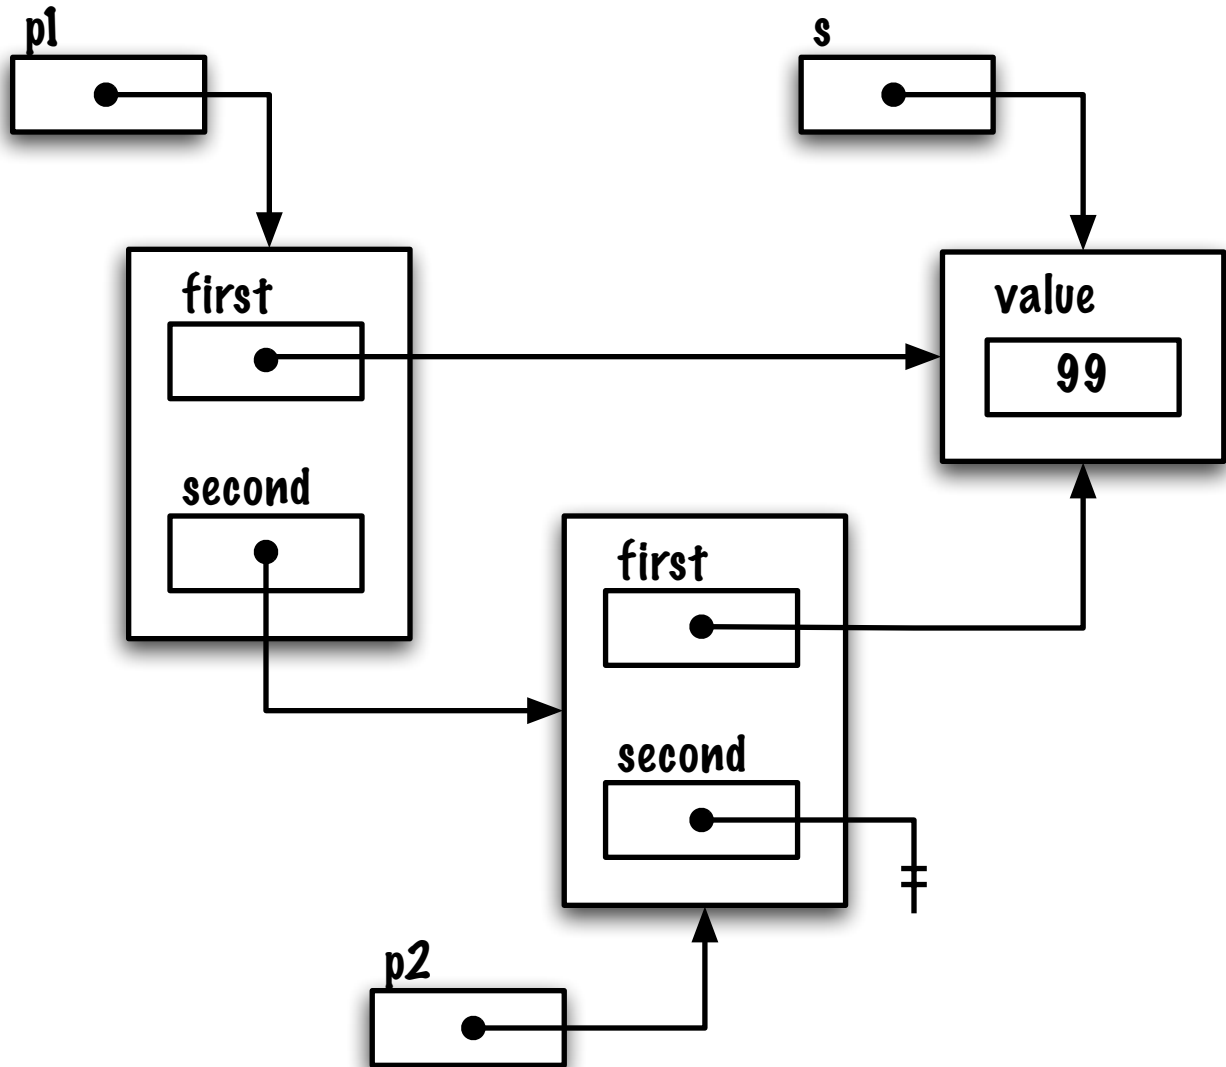 p1
s
first
value
99
second
first
second
p2